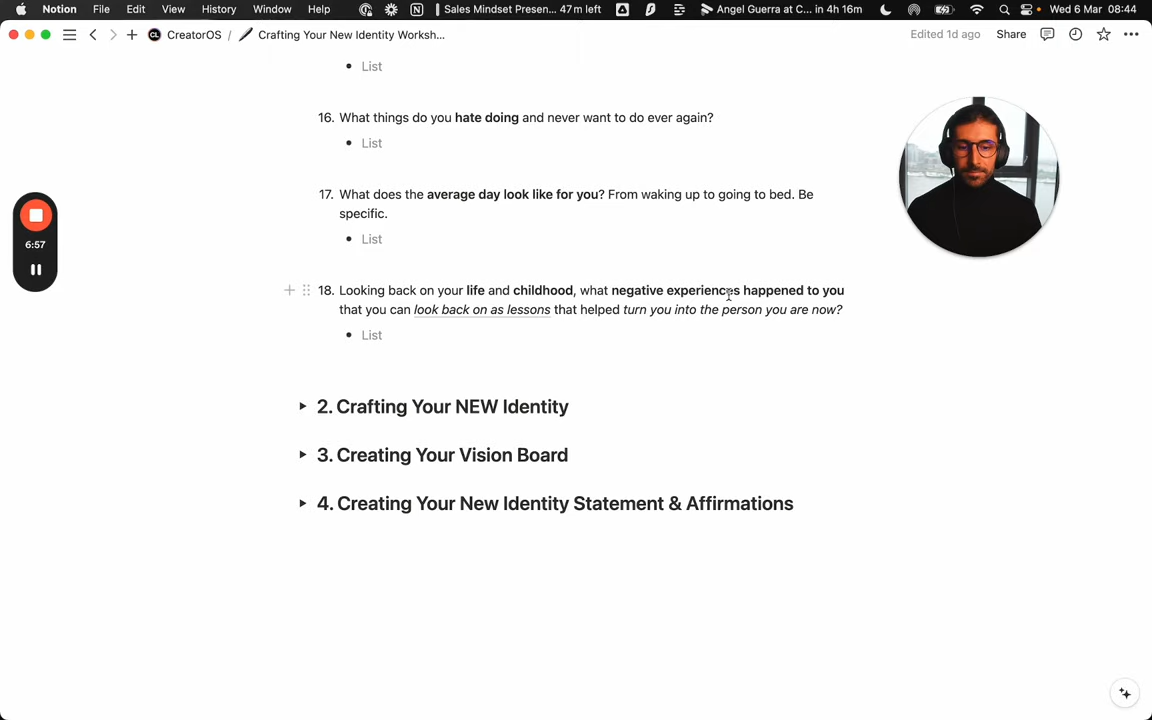 Notion File Edit View History Window Help Sales Mindset Presen... 47 m left Angel Guerra at C... in 4h 16m Wed 6 Mar 08:44
CreatorOS / Crafting Your New Identity Worksh... Edited 1d ago Share
List
16. What things do you hate doing and never want to do ever again?
List
17. What does the average day look like for you? From waking up to going to bed. Be
specific.
List
6:57
18. Looking back on your life and childhood, what negative experiences happened to you
that you can look back on as lessons that helped turn you into the person you are now?
List
2. Crafting Your NEW Identity
3. Creating Your Vision Board
4. Creating Your New Identity Statement & Affirmations